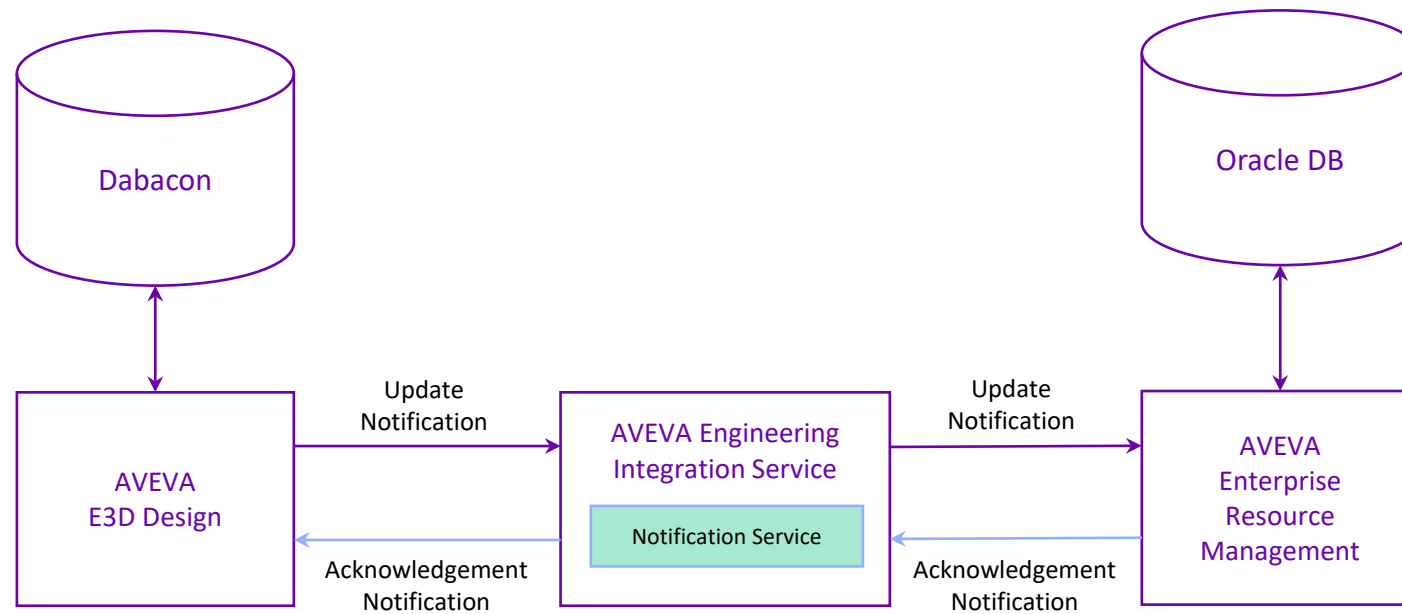 Dabacon
Oracle DB
Update
Notification
Update
Notification
AVEVA
E3D Design
AVEVA Engineering
Integration Service
Notification Service
AVEVA
Enterprise
Resource
Management
Acknowledgement
Notification
Acknowledgement
Notification